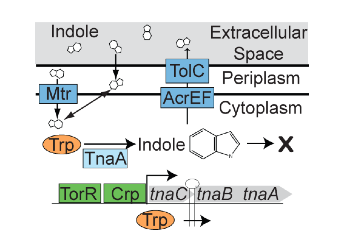 Indole
Extracellular
Space
TolC
Periplasm
Mtr
AcrEF
Cytoplasm
Trp
Indole
X
TnaA
TorR
Crp
tnaC
tnaB
tnaA
Trp